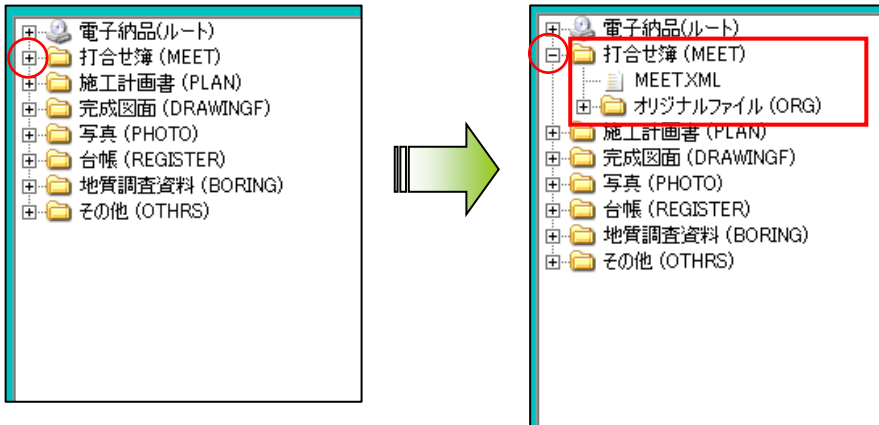 電子納品(ルート)
打合せ簿 (MEET)
施工計画書 (PLAN)
完成図面 (DRAWINGF)
写真 (PHOTO)
台帳 (REGISTER)
地質調査資料 (BORING)
その他 (OTHRS)
電子納品(ルート)
打合せ簿 (MEET)
MEET.XML
オリジナルファイル (ORG)
施工計画書 (PLAN)
完成図面 (DRAWINGF)
写真 (PHOTO)
台帳 (REGISTER)
地質調査資料 (BORING)
その他 (OTHRS)